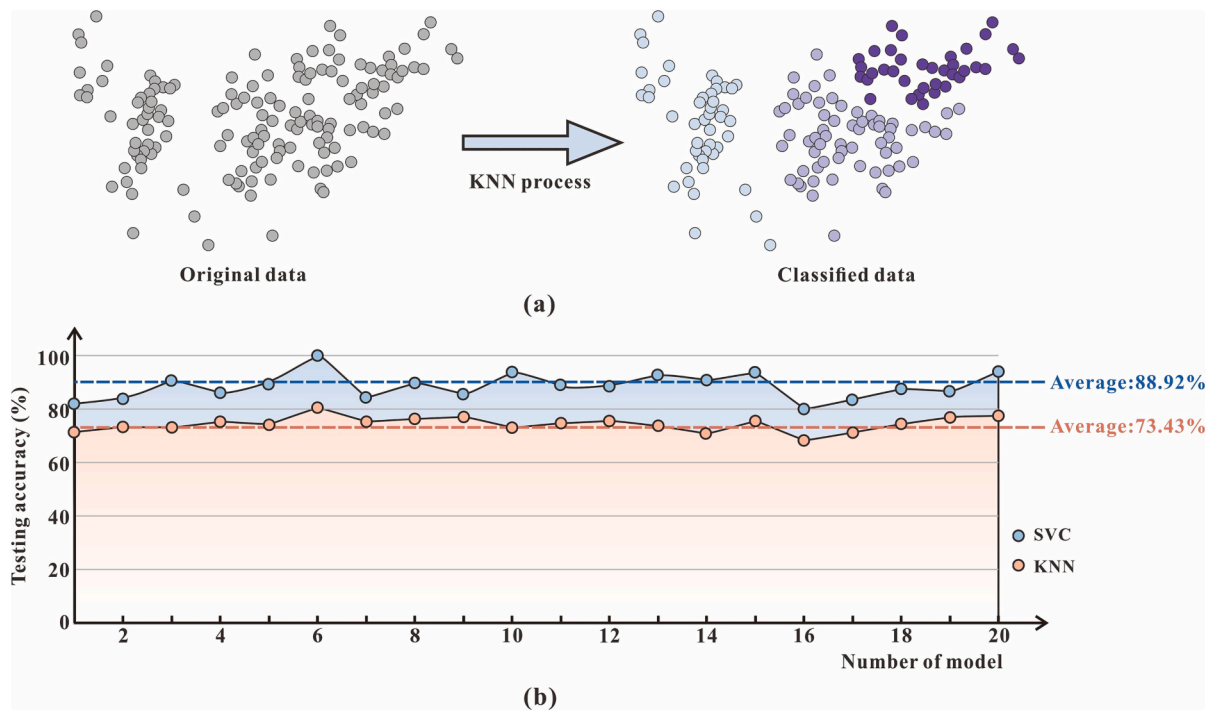 KNN process
Original data
Classified data
(a)
Testing accuracy (%)
100
80
60
40
20
0
2
4
6
8
10
12
14
16
18
20
Number of model
Average:88.92%
Average:73.43%
SVC
KNN
(b)